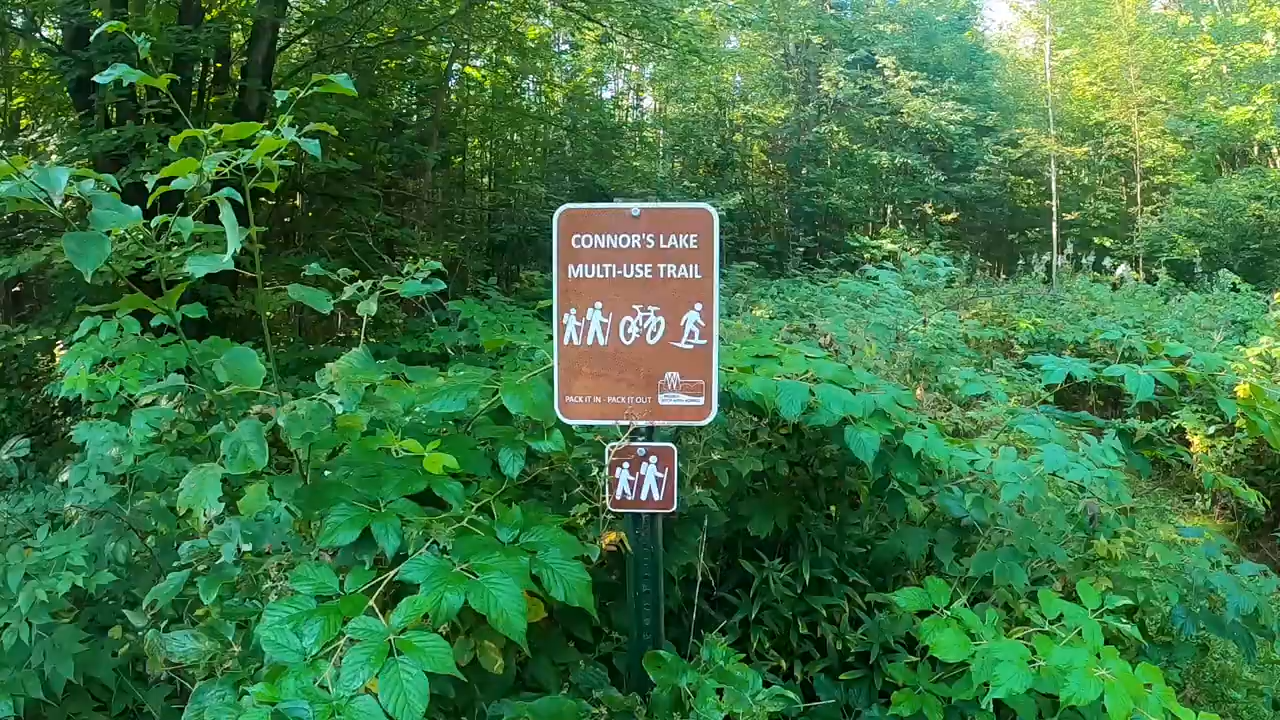 CONNOR'S LAKE
MULTI-USE TRAIL
PACK IT IN - PACK IT OUT
W